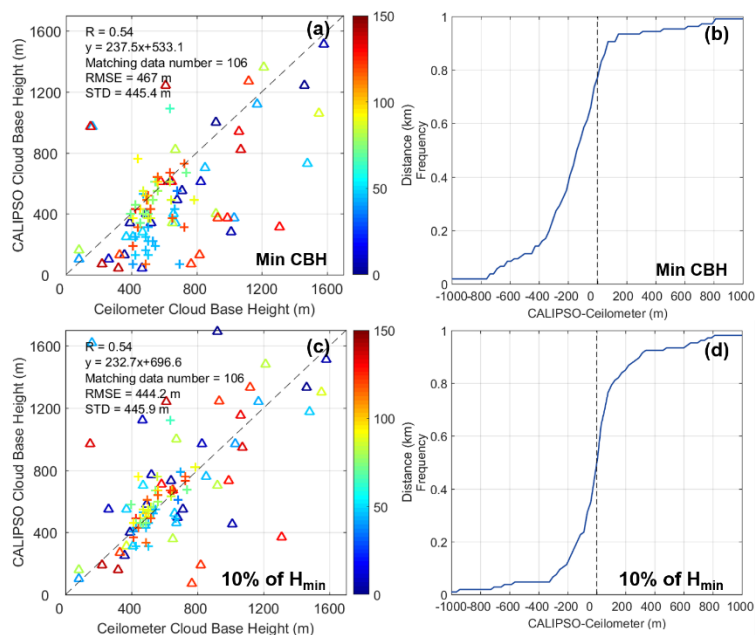 (a)
R = 0.54
y = 237.5x+533.1
Matching data number = 106
RMSE = 467 m
STD = 445.4 m
Min CBH
CALIPSO Cloud Base Height (m)
1600
1200
800
400
0
0 400 800 1200 1600
Ceilometer Cloud Base Height (m)
150
100
50
0
Distance (km)
(b)
Min CBH
Frequency
1
0.8
0.6
0.4
0.2
0
-1000 -800 -600 -400 -200 0 200 400 600 800 1000
CALIPSO-Ceilometer (m)
(c)
R = 0.54
y = 232.7x+696.6
Matching data number = 106
RMSE = 444.2 m
STD = 445.9 m
10% of Hmin
CALIPSO Cloud Base Height (m)
1600
1200
800
400
0
0 400 800 1200 1600
Ceilometer Cloud Base Height (m)
150
100
50
0
Distance (km)
(d)
10% of Hmin
Frequency
1
0.8
0.6
0.4
0.2
0
-1000 -800 -600 -400 -200 0 200 400 600 800 1000
CALIPSO-Ceilometer (m)